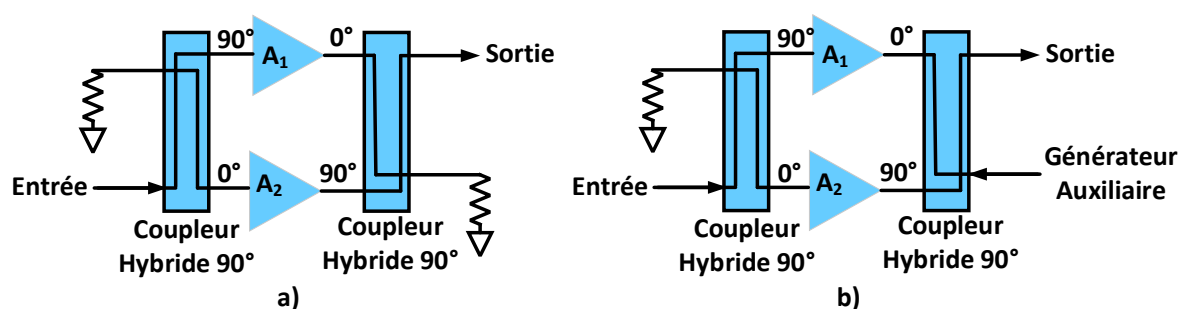 90°
A1
0°
Sortie
Entrée
0°
A2
90°
Coupleur
Hybride 90°
Coupleur
Hybride 90°
a)
90°
A1
0°
Sortie
Entrée
0°
A2
90°
Générateur
Auxiliaire
Coupleur
Hybride 90°
Coupleur
Hybride 90°
b)